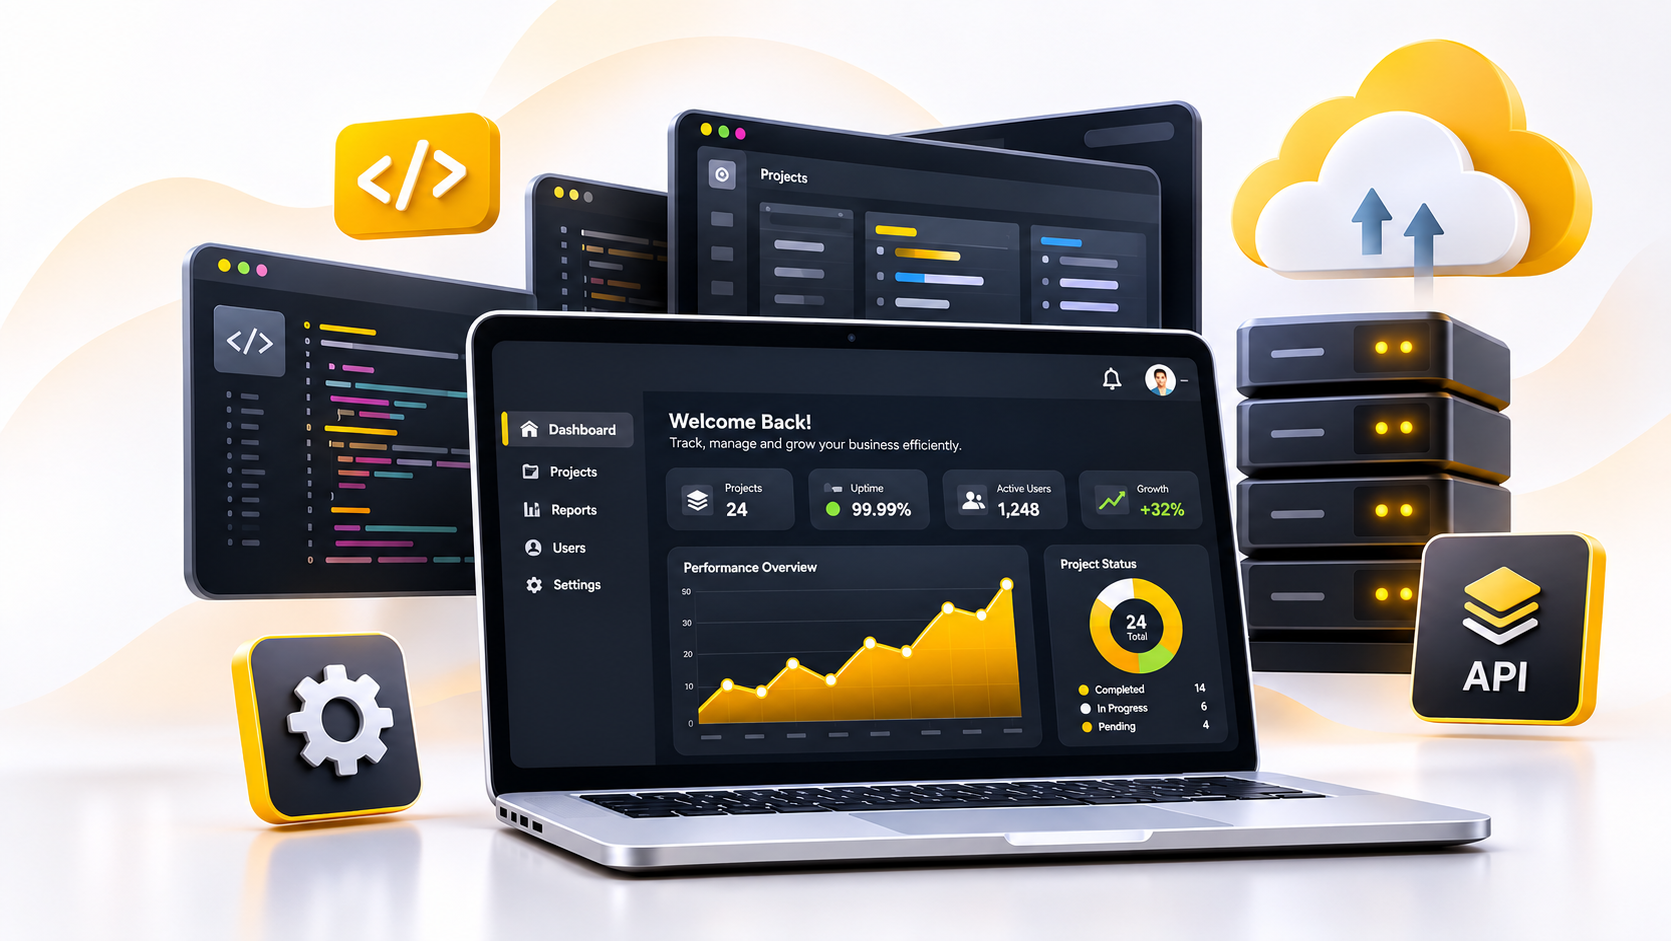 </>
Projects
</>
Dashboard
Projects
Reports
Users
Settings
Welcome Back!
Track, manage and grow your business efficiently.
Projects
24
Uptime
99.99%
Active Users
1,248
Growth
+32%
Performance Overview
50
30
20
10
0
Project Status
24
Total
Completed 14
In Progress 6
Pending 4
API